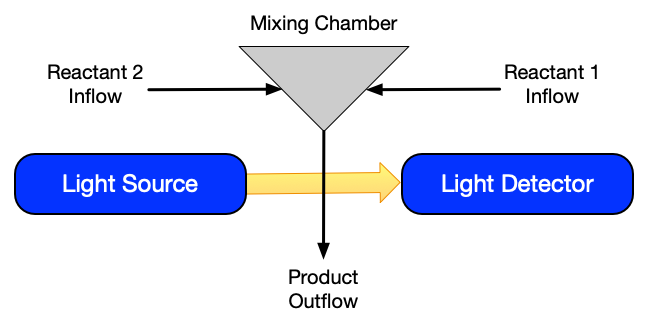 Mixing Chamber
Reactant 2
Inflow
Reactant 1
Inflow
Light Source
Light Detector
Product
Outflow